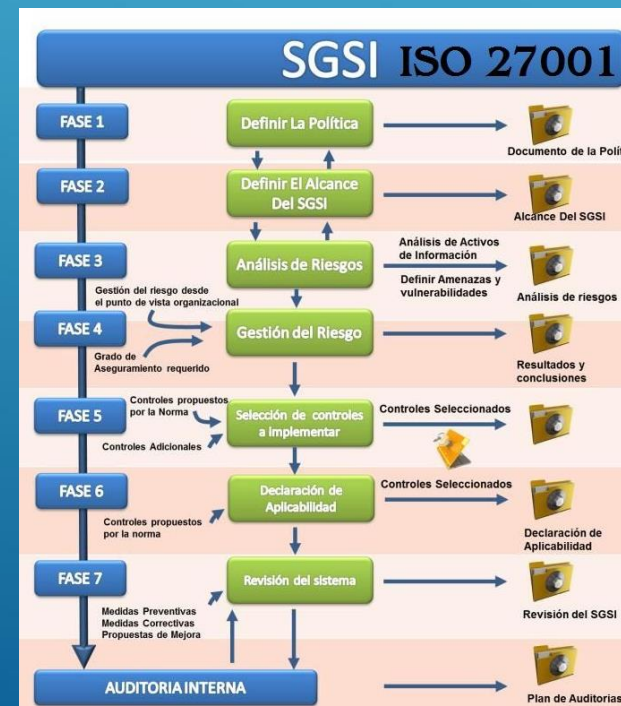 SGSI ISO 27001
FASE 1
Definir La Política
Documento de la Polít
FASE 2
Definir El Alcance
Del SGSI
Alcance Del SGSI
FASE 3
Análisis de Riesgos
Análisis de Activos
de Información
Definir Amenazas y
vulnerabilidades
Análisis de riesgos
Gestión del riesgo desde
el punto de vista organizacional
FASE 4
Gestión del Riesgo
Grado de
Aseguramiento requerido
Resultados y
conclusiones
FASE 5
Controles propuestos
por la Norma
Controles Adicionales
Selección de controles
a Implementar
Controles Seleccionados
FASE 6
Controles propuestos
por la norma
Declaración de
Aplicabilidad
Controles Seleccionados
Declaración de
Aplicabilidad
FASE 7
Revisión del sistema
Revisión del SGSI
Medidas Preventivas
Medidas Correctivas
Propuestas de Mejora
AUDITORIA INTERNA
Plan de Auditorias